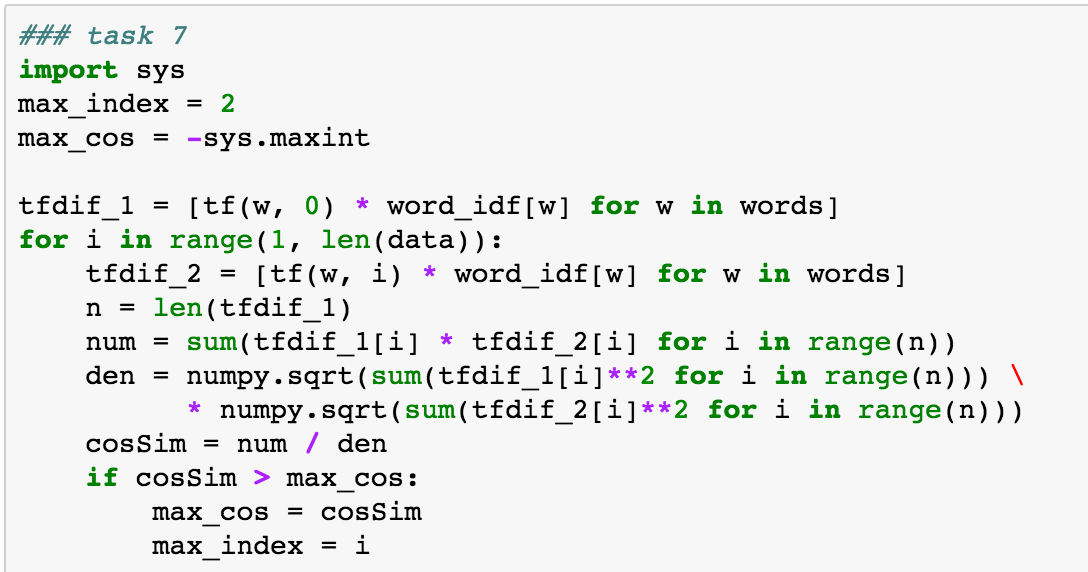 ### task 7
import sys
max_index = 2
max_cos = -sys.maxint

tfdif_1 = [tf(w, 0) * word_idf[w] for w in words]
for i in range(1, len(data)):
    tfdif_2 = [tf(w, i) * word_idf[w] for w in words]
    n = len(tfdif_1)
    num = sum(tfdif_1[i] * tfdif_2[i] for i in range(n))
    den = numpy.sqrt(sum(tfdif_1[i]**2 for i in range(n))) \
          * numpy.sqrt(sum(tfdif_2[i]**2 for i in range(n)))
    cosSim = num / den
    if cosSim > max_cos:
        max_cos = cosSim
        max_index = i